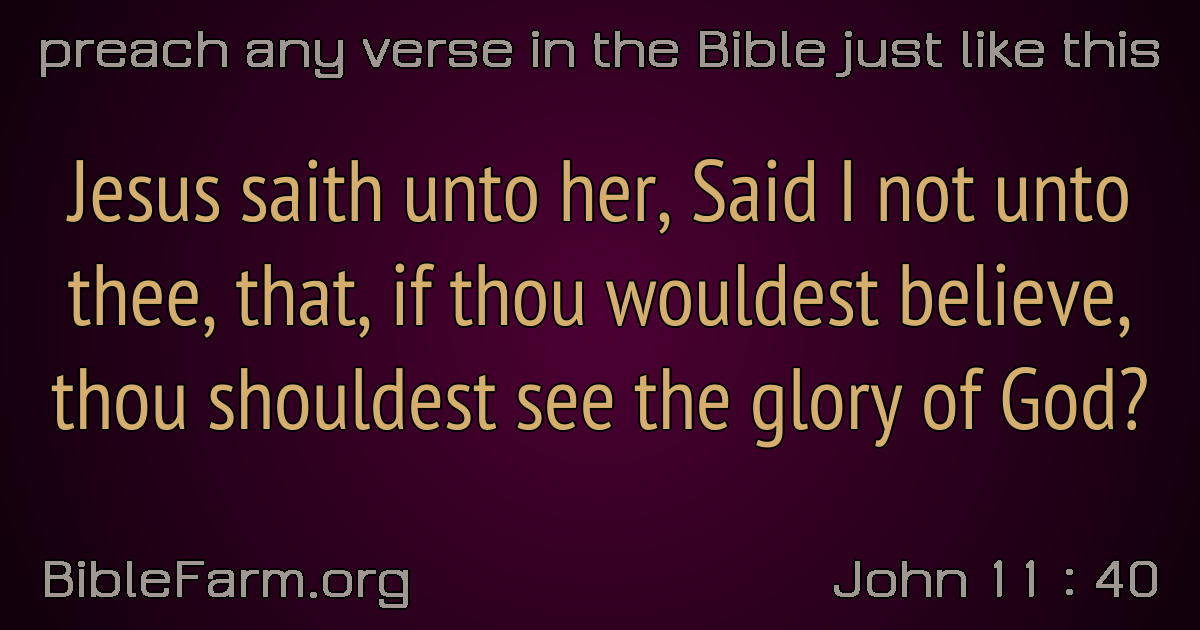 preach any verse in the Bible just like this
Jesus saith unto her, Said I not unto
thee, that, if thou wouldest believe,
thou shouldest see the glory of God?
BibleFarm.org
John 11 : 40